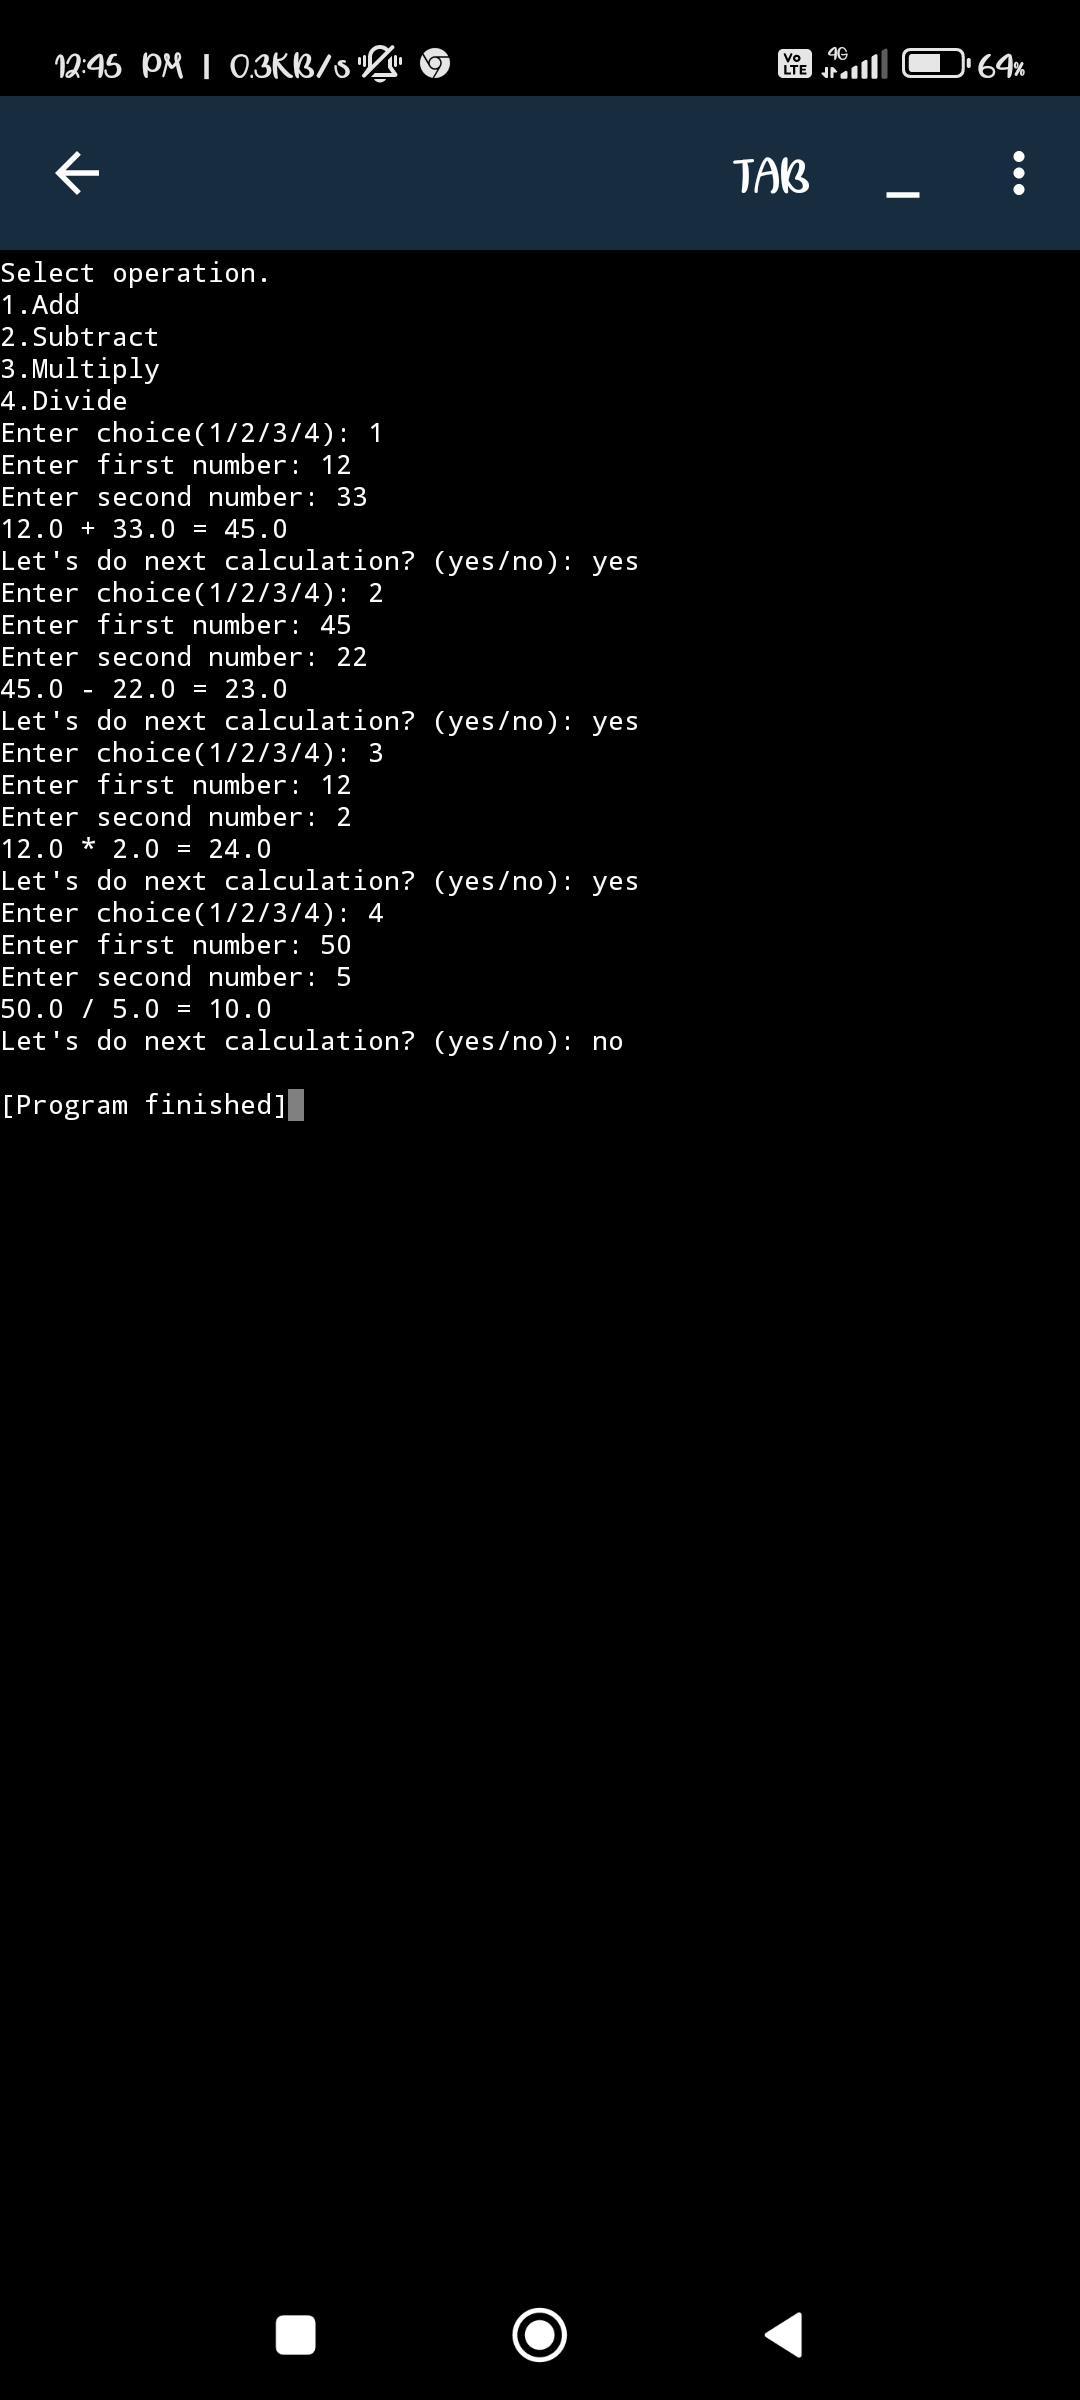 12:45 PM | 0.3KB/s
Vo LTE 4G 64%
TAB
Select operation.
1.Add
2.Subtract
3.Multiply
4.Divide
Enter choice(1/2/3/4): 1
Enter first number: 12
Enter second number: 33
12.0 + 33.0 = 45.0
Let's do next calculation? (yes/no): yes
Enter choice(1/2/3/4): 2
Enter first number: 45
Enter second number: 22
45.0 - 22.0 = 23.0
Let's do next calculation? (yes/no): yes
Enter choice(1/2/3/4): 3
Enter first number: 12
Enter second number: 2
12.0 * 2.0 = 24.0
Let's do next calculation? (yes/no): yes
Enter choice(1/2/3/4): 4
Enter first number: 50
Enter second number: 5
50.0 / 5.0 = 10.0
Let's do next calculation? (yes/no): no
[Program finished]